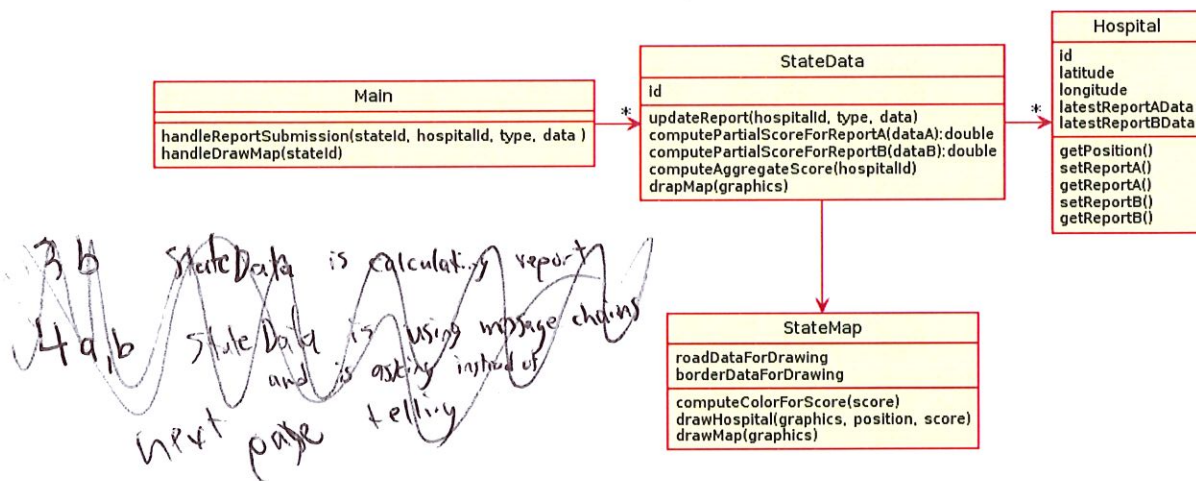 Hospital
id
latitude
longitude
latestReportAData
latestReportBData
getPosition()
setReportA()
getReportA()
setReportB()
getReportB()
StateData
id
updateReport(hospitalId, type, data)
computePartialScoreForReportA(dataA):double
computePartialScoreForReportB(dataB):double
computeAggregateScore(hospitalId)
drapMap(graphics)
Main
handleReportSubmission(stateId, hospitalId, type, data )
handleDrawMap(stateId)
*
*
3b StateData is calculating report
4a,b StateData is using message chains
and is asking instead of
telling
next page
StateMap
roadDataForDrawing
borderDataForDrawing
computeColorForScore(score)
drawHospital(graphics, position, score)
drawMap(graphics)